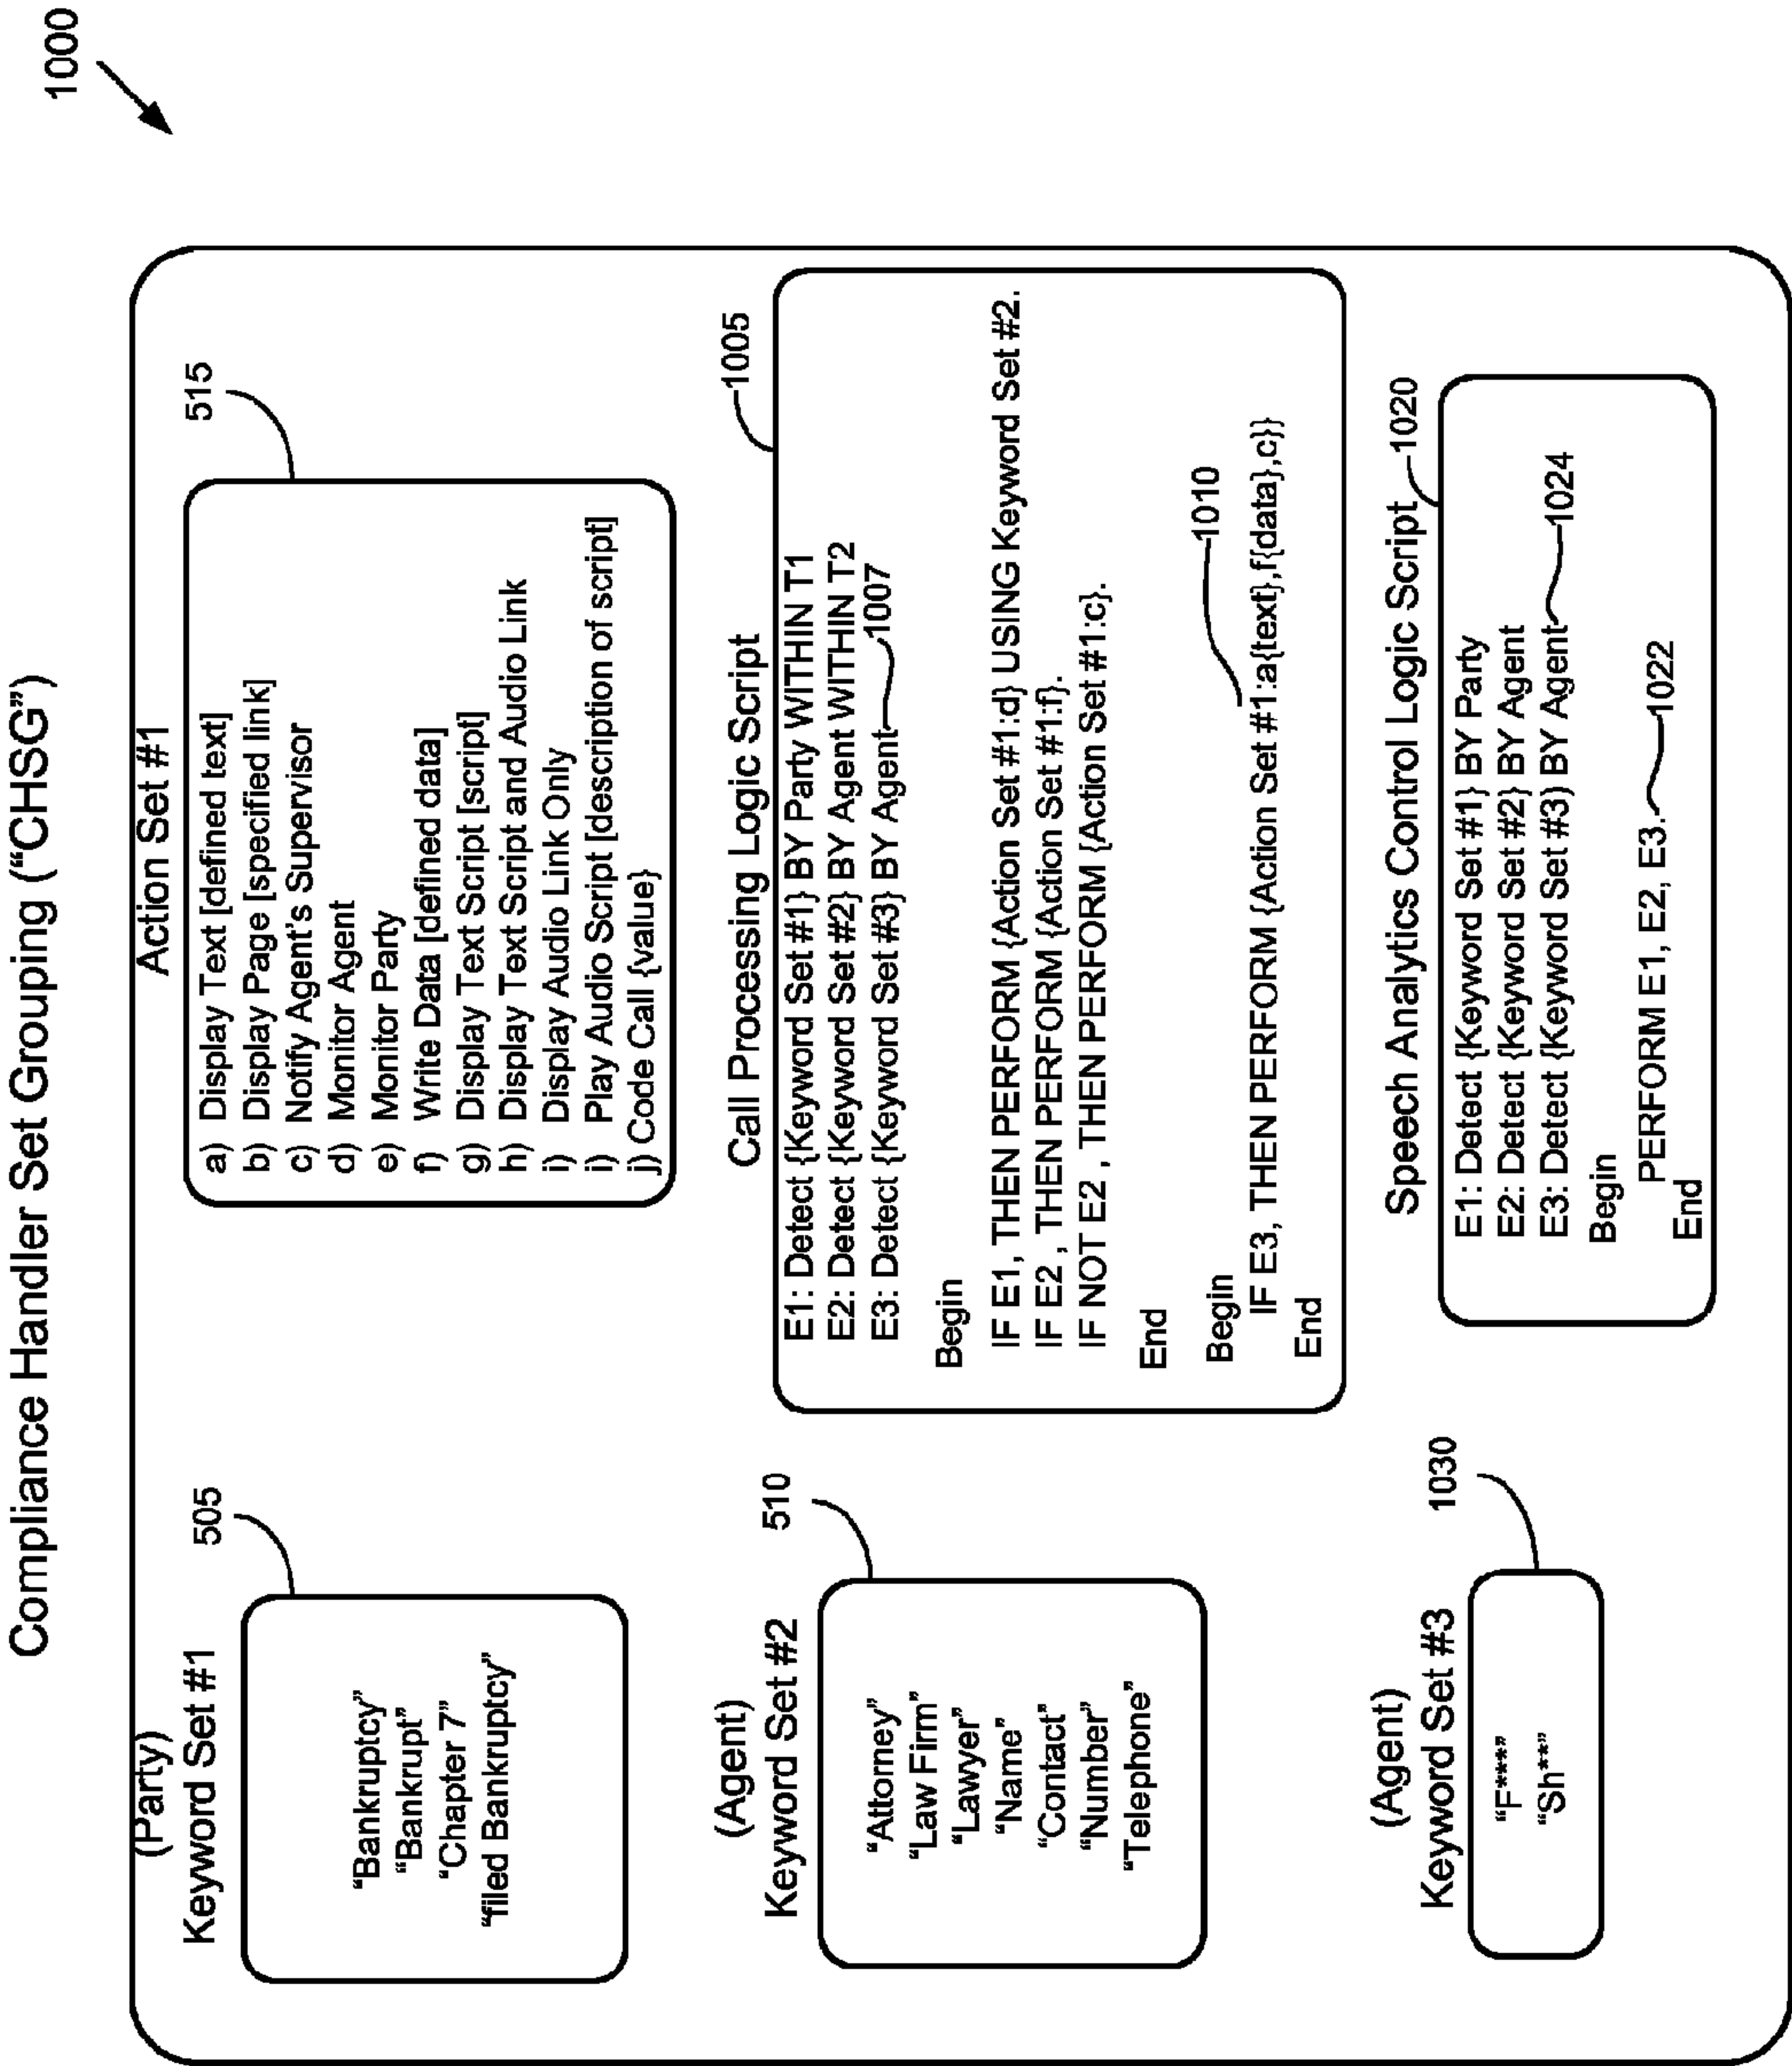 Compliance Handler Set Grouping (“CHSG”)
1000
(Party)
Keyword Set #1
505
“Bankruptcy”
“Bankrupt”
“Chapter 7”
“filed Bankruptcy”
Action Set #1
515
a) Display Text [defined text]
b) Display Page [specified link]
c) Notify Agent’s Supervisor
d) Monitor Agent
e) Monitor Party
f) Write Data [defined data]
g) Display Text Script [script]
h) Display Text Script and Audio Link
i) Display Audio Link Only
i) Play Audio Script [description of script]
j) Code Call {value}
(Agent)
Keyword Set #2
510
“Attorney”
“Law Firm”
“Lawyer”
“Name”
“Contact”
“Number”
“Telephone”
Call Processing Logic Script
1005
E1: Detect {Keyword Set #1} BY Party WITHIN T1
E2: Detect {Keyword Set #2} BY Agent WITHIN T2
E3: Detect {Keyword Set #3} BY Agent 1007
Begin
IF E1, THEN PERFORM {Action Set #1:d} USING Keyword Set #2.
IF E2 , THEN PERFORM {Action Set #1:f}.
IF NOT E2 , THEN PERFORM {Action Set #1:c}.
End
1010
Begin
IF E3, THEN PERFORM {Action Set #1:a{text},f{data},c}}
End
(Agent)
Keyword Set #3
1030
“F****”
“Sh**”
Speech Analytics Control Logic Script 1020
E1: Detect {Keyword Set #1} BY Party
E2: Detect {Keyword Set #2} BY Agent
E3: Detect {Keyword Set #3} BY Agent 1024
Begin
PERFORM E1, E2, E3. 1022
End